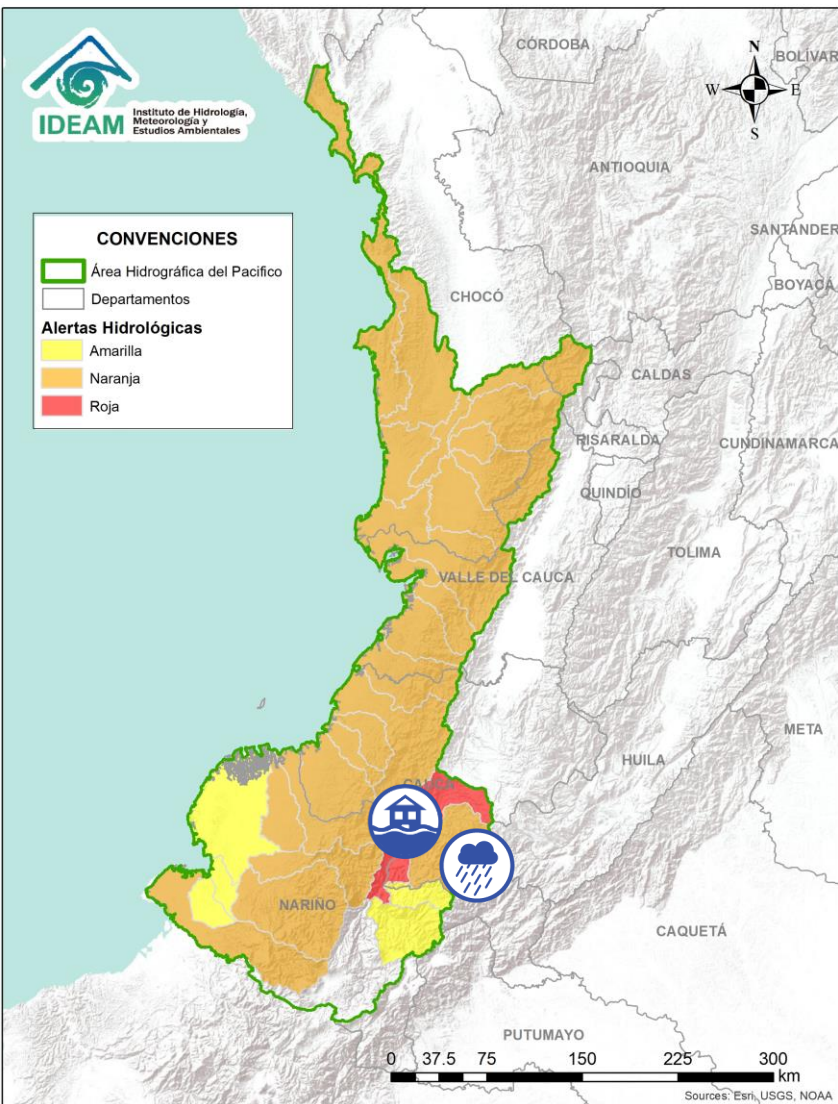 IDEAM
Instituto de Hidrología,
Meteorología y
Estudios Ambientales
CÓRDOBA
BOLÍVAR
N
W
E
S
ANTIOQUIA
SANTANDER
BOYACÁ
CONVENCIONES
Área Hidrográfica del Pacifico
Departamentos
Alertas Hidrológicas
Amarilla
Naranja
Roja
CHOCÓ
CALDAS
RISARALDA
CUNDINAMARCA
QUINDÍO
TOLIMA
VALLE DEL CAUCA
META
HUILA
CAUCA
NARIÑO
CAQUETÁ
PUTUMAYO
0 37.5 75 150 225 300
km
Sources: Esri, USGS, NOAA